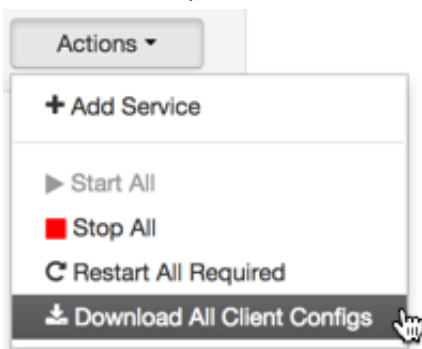 Actions
Add Service
Start All
Stop All
Restart All Required
Download All Client Configs